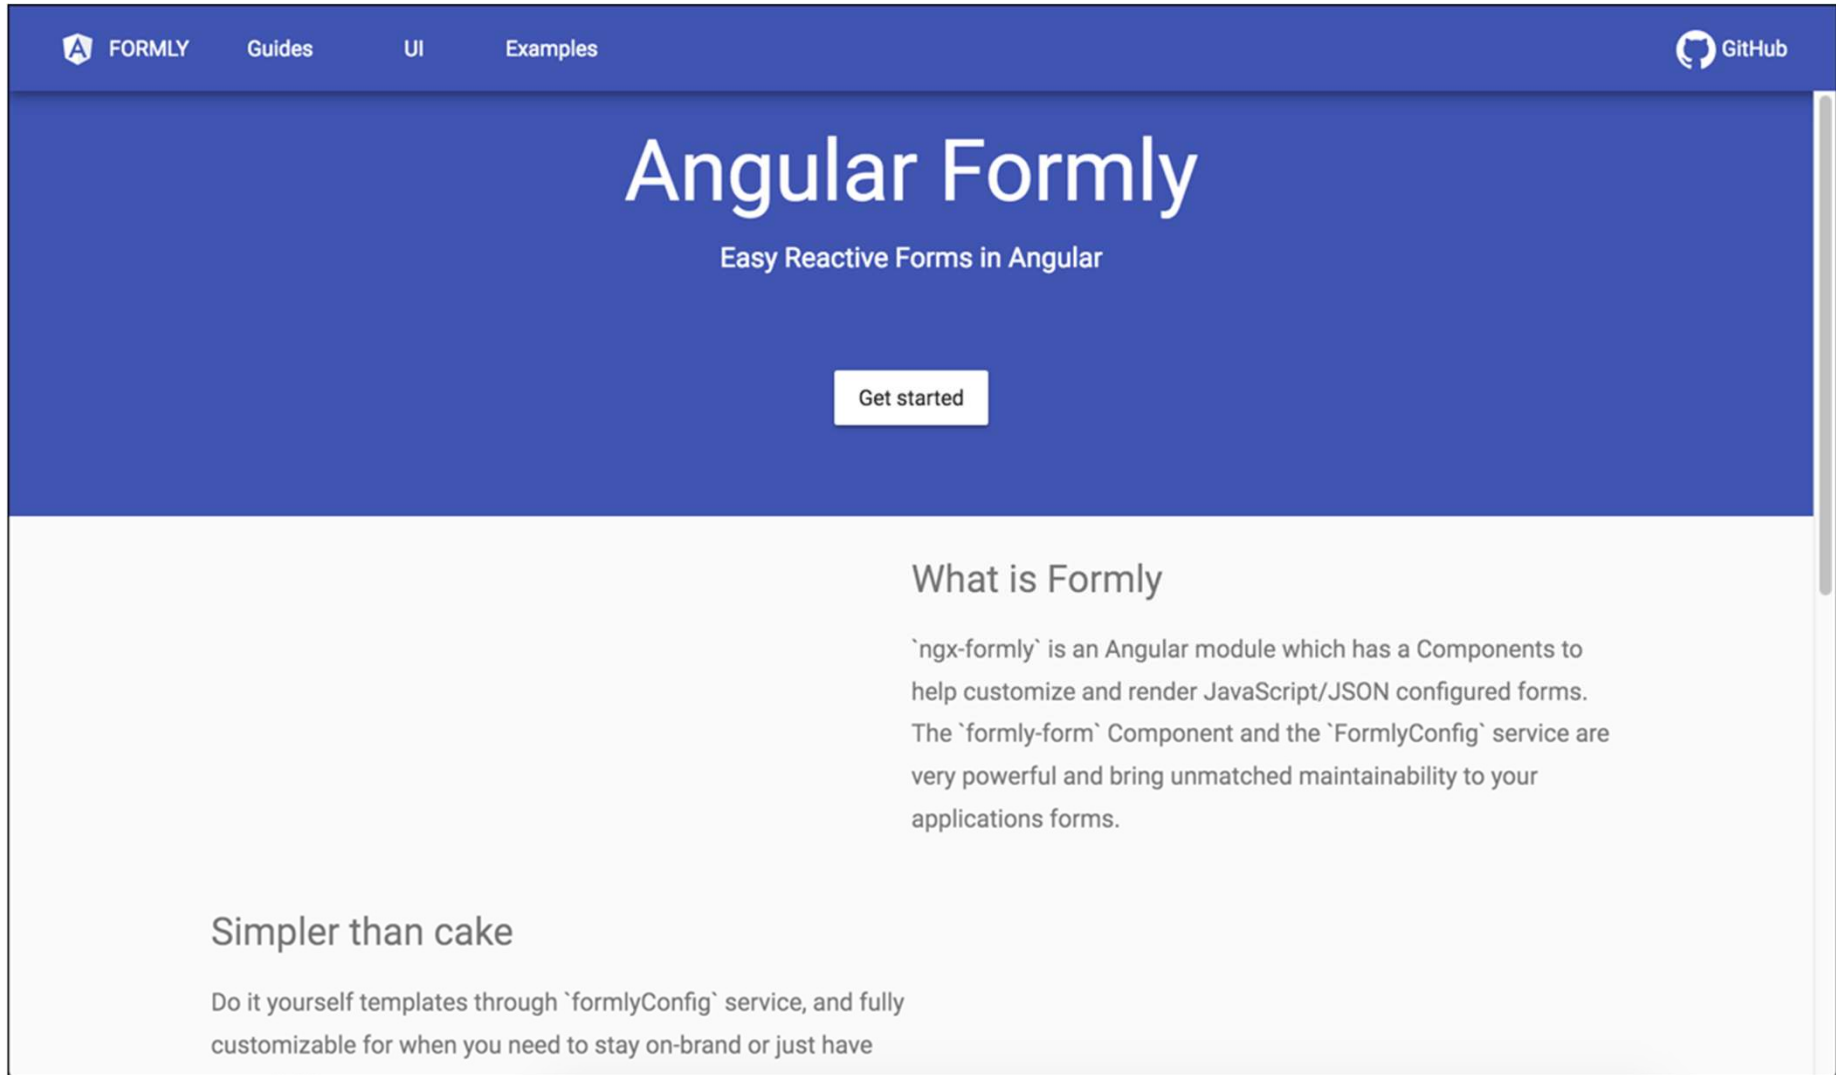 FORMLY Guides UI Examples GitHub
Angular Formly
Easy Reactive Forms in Angular
Get started
What is Formly
`ngx-formly` is an Angular module which has a Components to
help customize and render JavaScript/JSON configured forms.
The `formly-form` Component and the `FormlyConfig` service are
very powerful and bring unmatched maintainability to your
applications forms.
Simpler than cake
Do it yourself templates through `formlyConfig` service, and fully
customizable for when you need to stay on-brand or just have